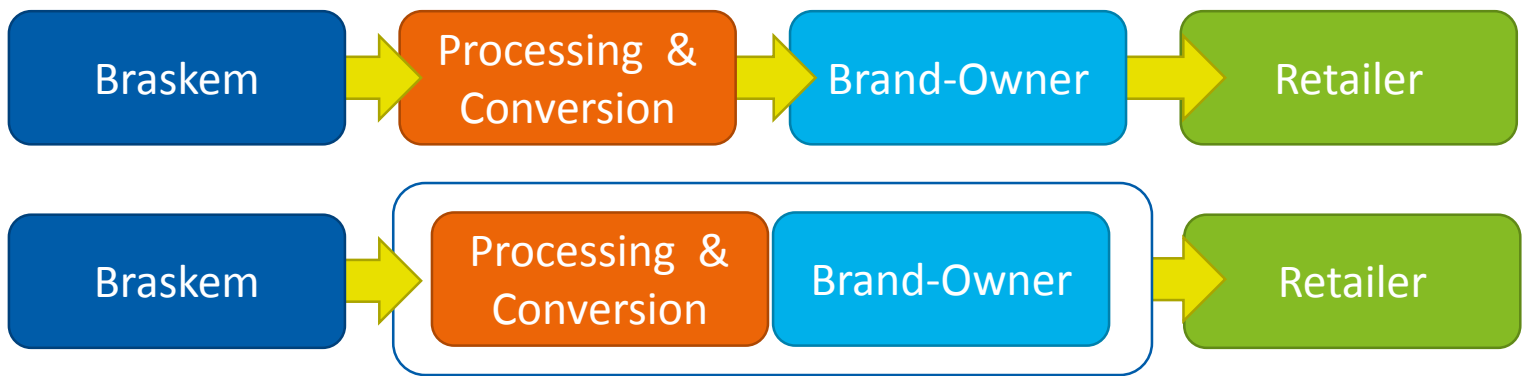 Braskem
Processing &
Conversion
Brand-Owner
Retailer
Braskem
Processing &
Conversion
Brand-Owner
Retailer